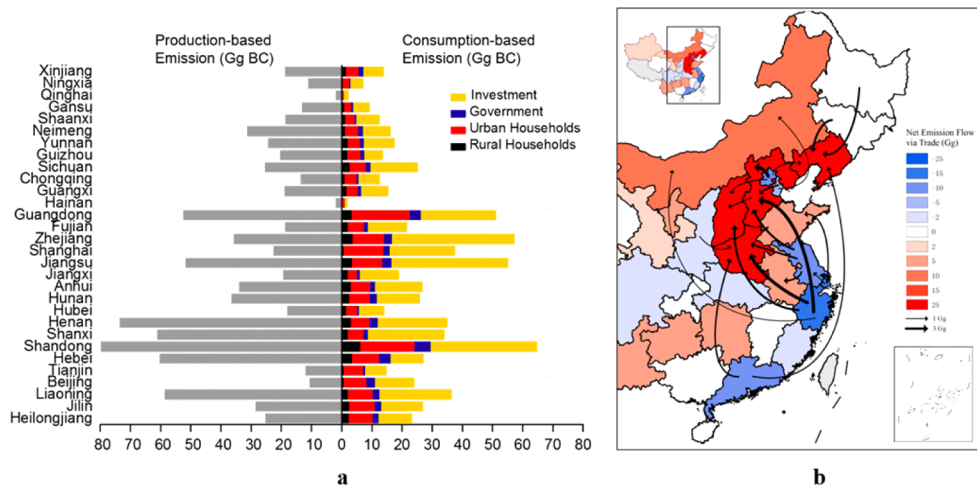 Production-based
Emission (Gg BC)
Consumption-based
Emission (Gg BC)
Investment
Government
Urban Households
Rural Households
Xinjiang
Ningxia
Qinghai
Gansu
Shaanxi
Neimeng
Yunnan
Guizhou
Sichuan
Chongqing
Guangxi
Hainan
Guangdong
Fujian
Zhejiang
Shanghai
Jiangsu
Jiangxi
Anhui
Hunan
Hubei
Henan
Shanxi
Shandong
Hebei
Tianjin
Beijing
Liaoning
Jilin
Heilongjiang
80 70 60 50 40 30 20 10 0 10 20 30 40 50 60 70 80
a
Net Emission Flow
via Trade (Gg)
-25
-15
-10
-5
-2
0
2
5
10
15
25
1 Gg
3 Gg
b